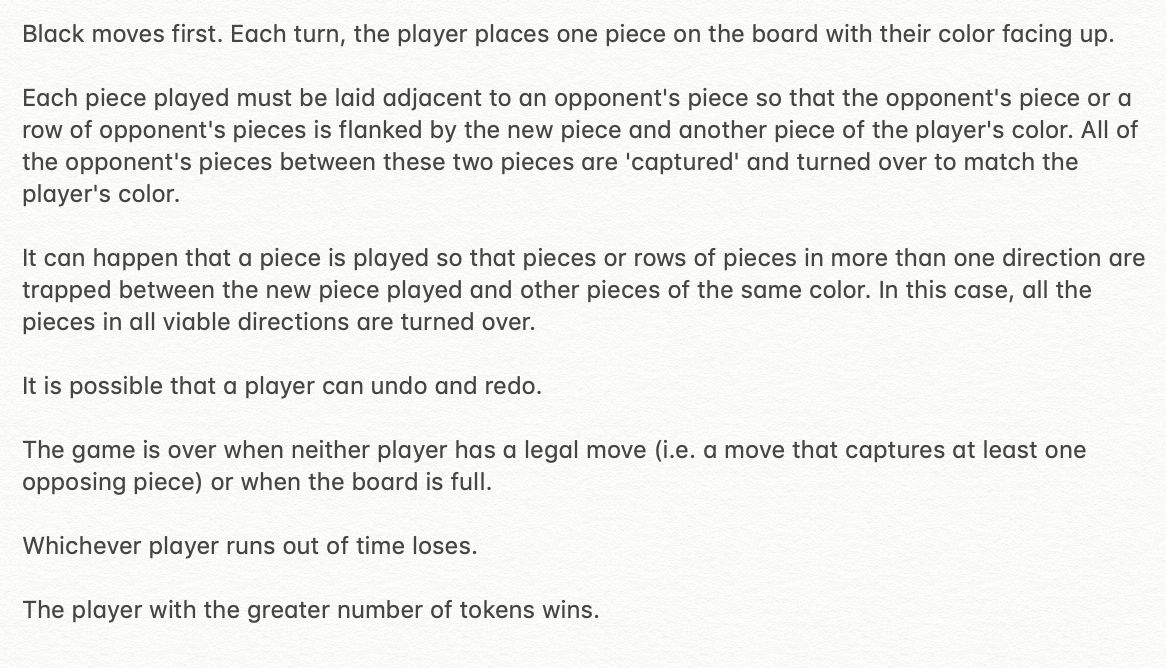 Black moves first. Each turn, the player places one piece on the board with their color facing up.
Each piece played must be laid adjacent to an opponent's piece so that the opponent's piece or a
row of opponent's pieces is flanked by the new piece and another piece of the player's color. All of
the opponent's pieces between these two pieces are 'captured' and turned over to match the
player's color.
It can happen that a piece is played so that pieces or rows of pieces in more than one direction are
trapped between the new piece played and other pieces of the same color. In this case, all the
pieces in all viable directions are turned over.
It is possible that a player can undo and redo.
The game is over when neither player has a legal move (i.e. a move that captures at least one
opposing piece) or when the board is full.
Whichever player runs out of time loses.
The player with the greater number of tokens wins.